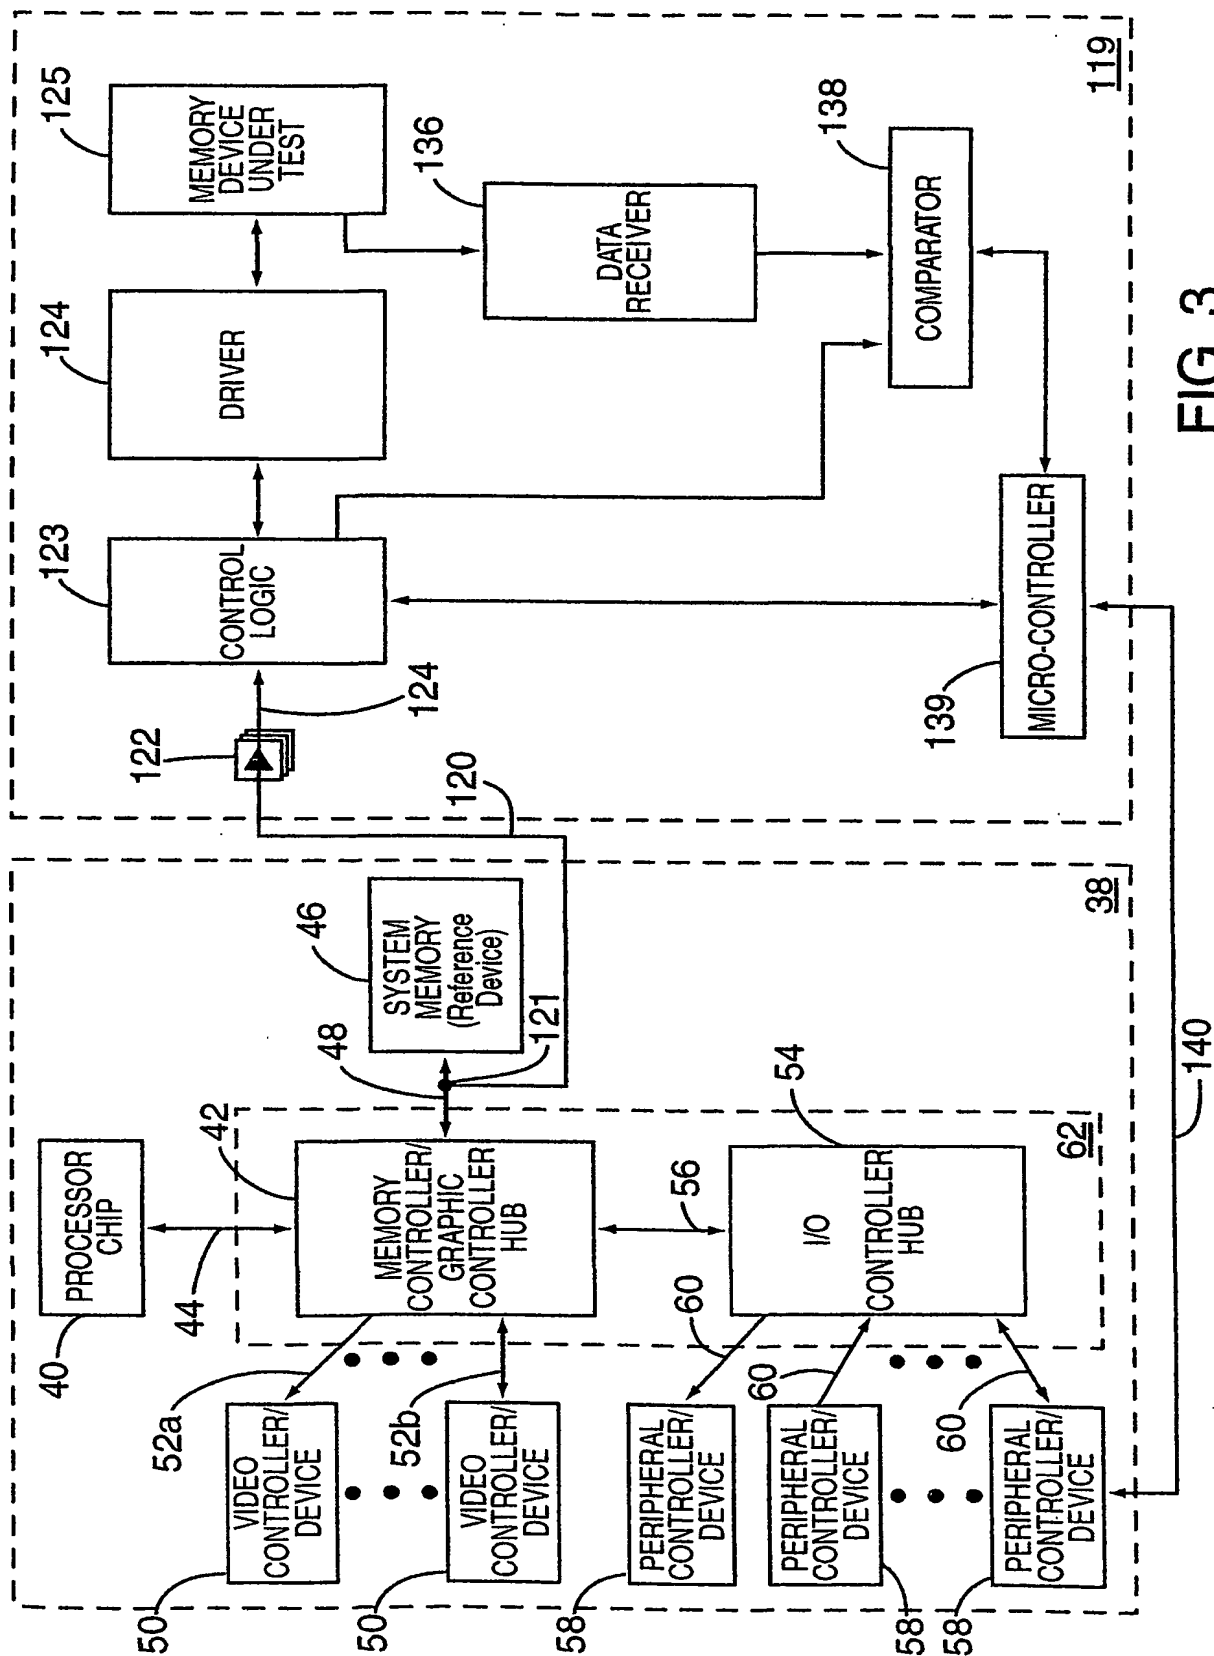 125
MEMORY
DEVICE
UNDER
TEST
124
DRIVER
123
CONTROL
LOGIC
122
124
120
136
DATA
RECEIVER
138
COMPARATOR
139
MICRO-CONTROLLER
119
40
PROCESSOR
CHIP
44
42
MEMORY
CONTROLLER/
GRAPHIC
CONTROLLER
HUB
48
46
SYSTEM
MEMORY
(Reference
Device)
121
56
54
I/O
CONTROLLER
HUB
62
38
50
VIDEO
CONTROLLER/
DEVICE
52a
50
VIDEO
CONTROLLER/
DEVICE
52b
58
PERIPHERAL
CONTROLLER/
DEVICE
60
58
PERIPHERAL
CONTROLLER/
DEVICE
60
58
PERIPHERAL
CONTROLLER/
DEVICE
60
140
FIG. 3